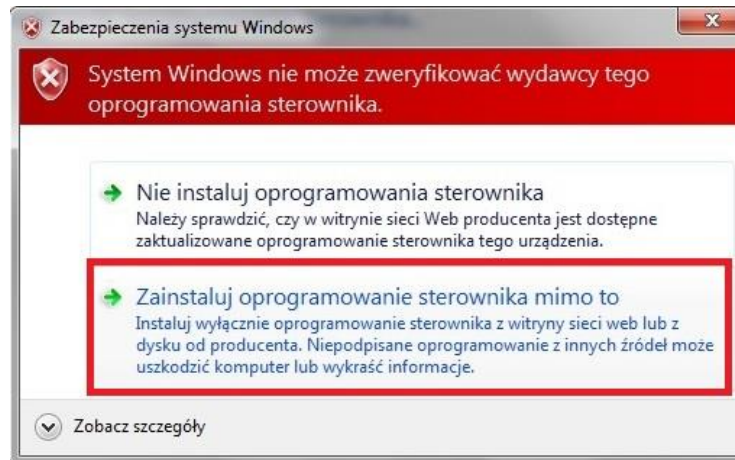 Zabezpieczenia systemu Windows
System Windows nie może zweryfikować wydawcy tego
oprogramowania sterownika.
Nie instaluj oprogramowania sterownika
Należy sprawdzić, czy w witrynie sieci Web producenta jest dostępne
zaktualizowane oprogramowanie sterownika tego urządzenia.
Zainstaluj oprogramowanie sterownika mimo to
Instaluj wyłącznie oprogramowanie sterownika z witryny sieci web lub z
dysku od producenta. Niepodpisane oprogramowanie z innych źródeł może
uszkodzić komputer lub wykraść informacje.
Zobacz szczegóły